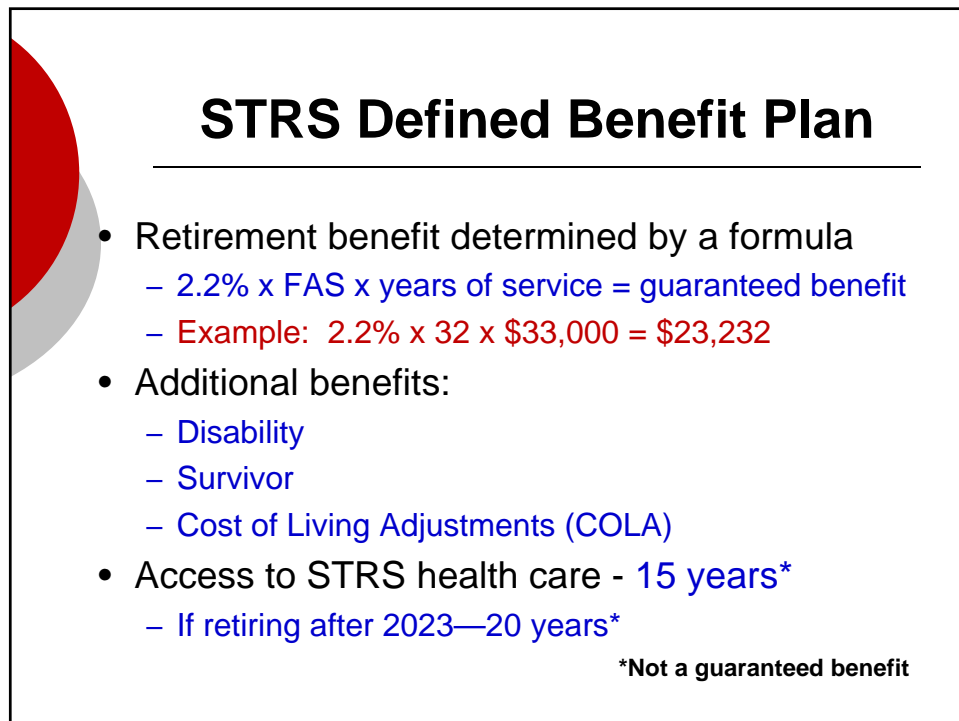 STRS Defined Benefit Plan
• Retirement benefit determined by a formula
– 2.2% x FAS x years of service = guaranteed benefit
– Example:  2.2% x 32 x $33,000 = $23,232
• Additional benefits:
– Disability
– Survivor
– Cost of Living Adjustments (COLA)
• Access to STRS health care - 15 years*
– If retiring after 2023—20 years*
*Not a guaranteed benefit